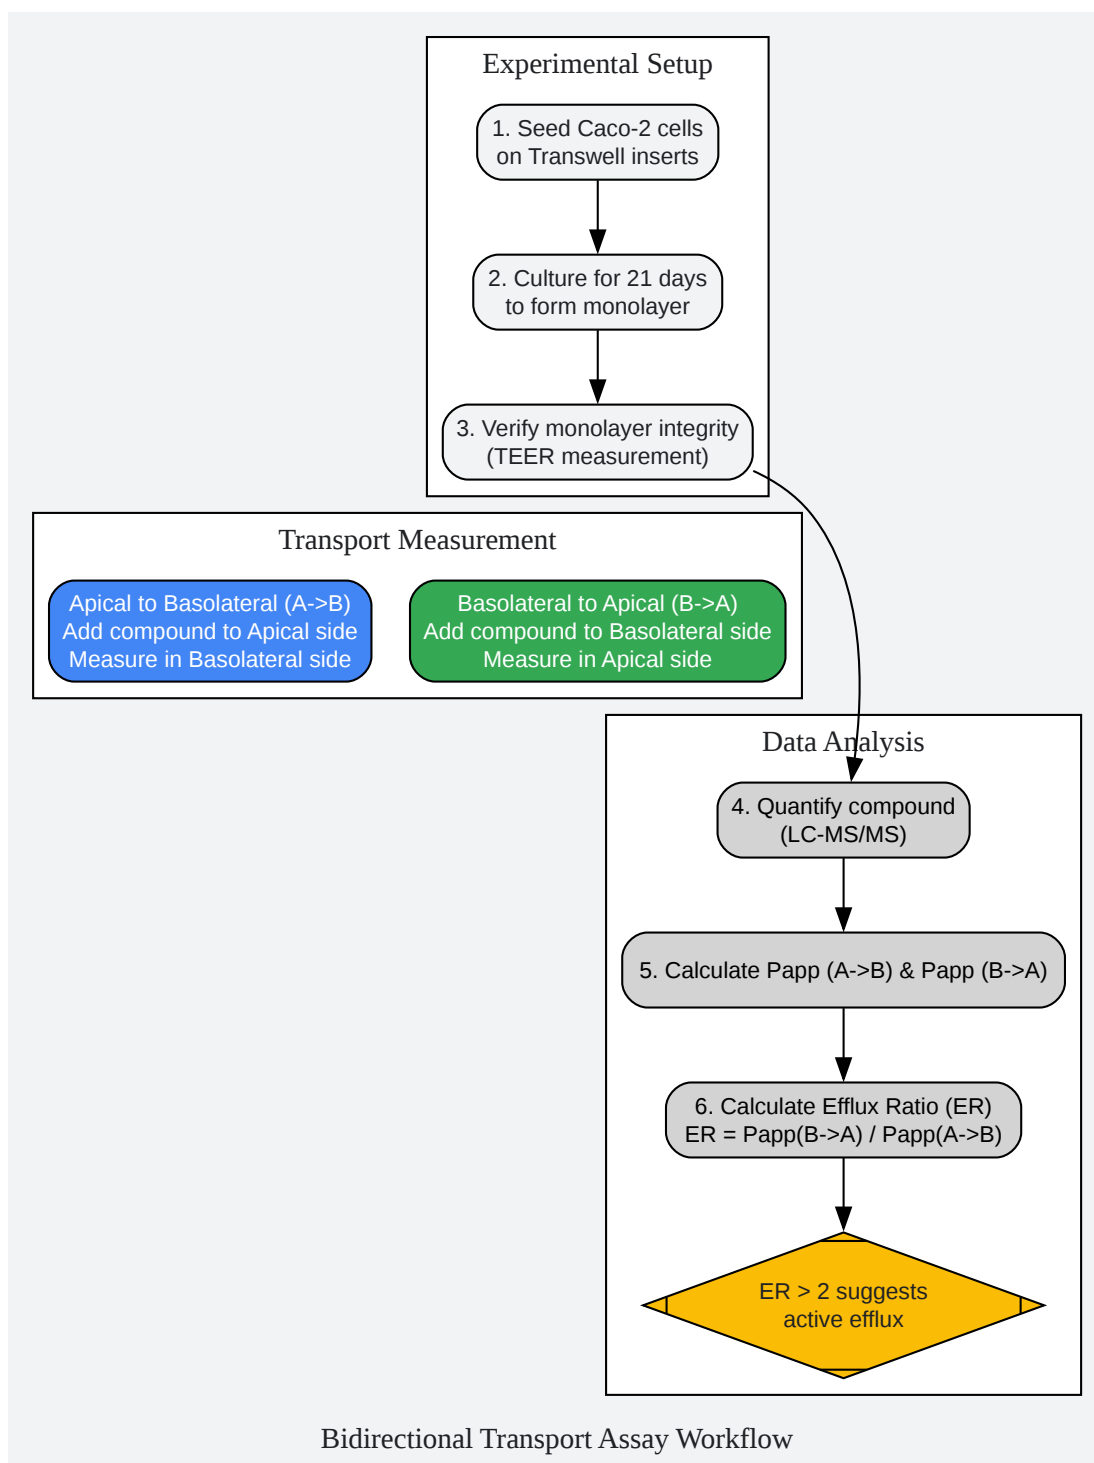 Experimental Setup
1. Seed Caco-2 cells
on Transwell inserts
2. Culture for 21 days
to form monolayer
3. Verify monolayer integrity
(TEER measurement)
Transport Measurement
Apical to Basolateral (A->B)
Add compound to Apical side
Measure in Basolateral side
Basolateral to Apical (B->A)
Add compound to Basolateral side
Measure in Apical side
Data Analysis
4. Quantify compound
(LC-MS/MS)
5. Calculate Papp (A->B) & Papp (B->A)
6. Calculate Efflux Ratio (ER)
ER = Papp(B->A) / Papp(A->B)
ER > 2 suggests
active efflux
Bidirectional Transport Assay Workflow